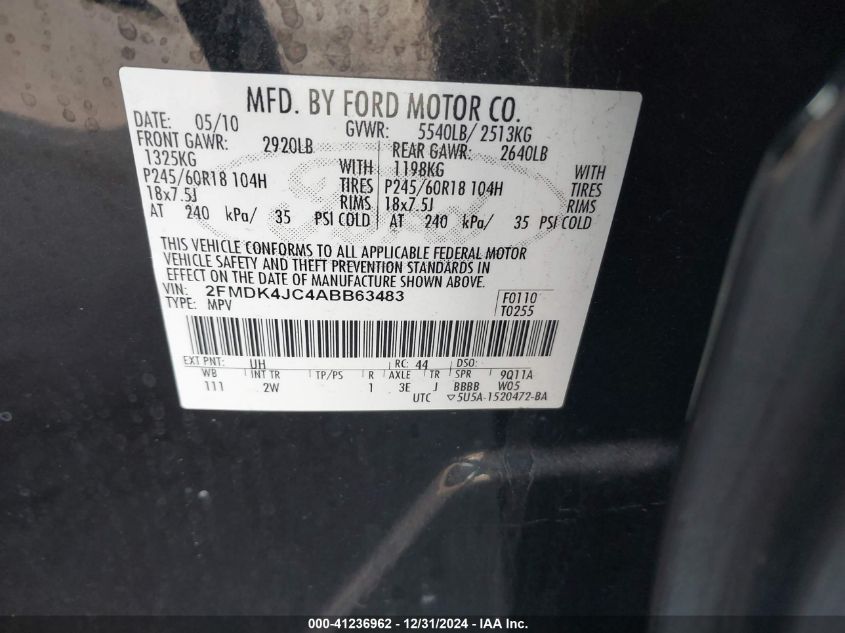 MFD. BY FORD MOTOR CO.
DATE: 05/10 GVWR: 5540LB/ 2513KG
FRONT GAWR: 2920LB REAR GAWR: 2640LB
1325KG WITH 1198KG WITH
P245/60R18 104H TIRES P245/60R18 104H TIRES
18x7.5J RIMS 18x7.5J RIMS
AT 240 kPa/ 35 PSI COLD AT 240 kPa/ 35 PSI COLD
THIS VEHICLE CONFORMS TO ALL APPLICABLE FEDERAL MOTOR
VEHICLE SAFETY AND THEFT PREVENTION STANDARDS IN
EFFECT ON THE DATE OF MANUFACTURE SHOWN ABOVE.
VIN: 2FMDK4JC4ABB63483 F0110
TYPE: MPV T0255
EXT PNT: UH RC: 44 DSO:
WB INT TR TP/PS R AXLE TR SPR 9Q11A
111 2W 1 3E J BBBB W05
UTC ▽5U5A-1520472-BA
000-41236962 - 12/31/2024 - IAA Inc.